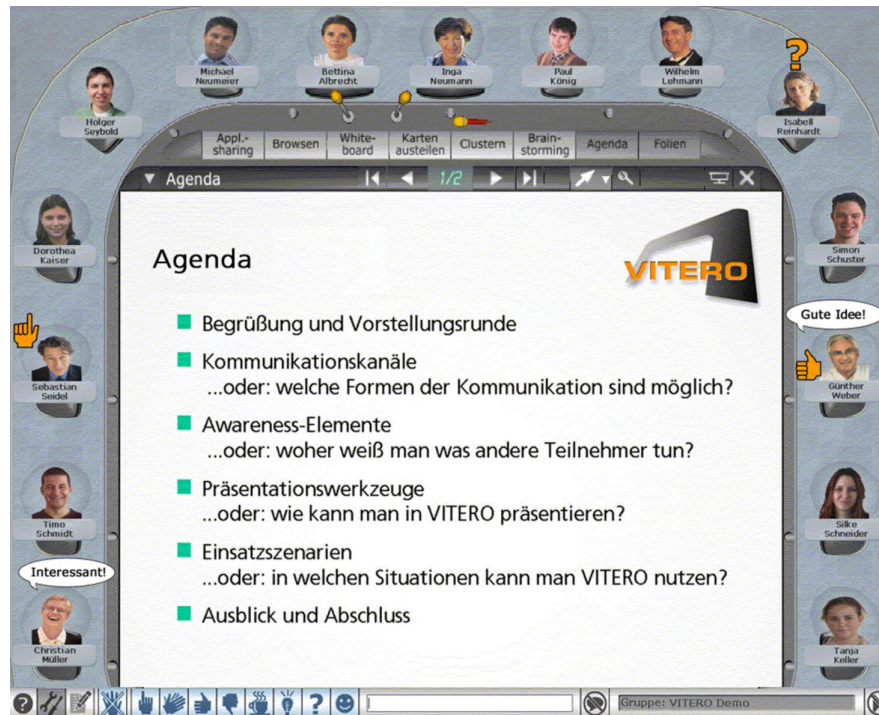 Michael
Neumeier
Bettina
Albrecht
Inga
Neumann
Paul
König
Wilhelm
Lehmann
?
Holger
Seybold
Isabell
Reinhardt
Appl.-
sharing
Browsen
White-
board
Karten
austeilen
Clustern
Brain-
storming
Agenda
Folien
Agenda
1/2
Dorothea
Kaiser
Simon
Schuster
Agenda
VITERO
Gute Idee!
Begrüßung und Vorstellungsrunde
Sebastian
Seidel
Günther
Weber
Kommunikationskanäle
...oder: welche Formen der Kommunikation sind möglich?
Awareness-Elemente
...oder: woher weiß man was andere Teilnehmer tun?
Präsentationswerkzeuge
...oder: wie kann man in VITERO präsentieren?
Timo
Schmidt
Silke
Schneider
Einsatzszenarien
...oder: in welchen Situationen kann man VITERO nutzen?
Interessant!
Ausblick und Abschluss
Christian
Müller
Tanja
Keller
? ?
Gruppe: VITERO Demo